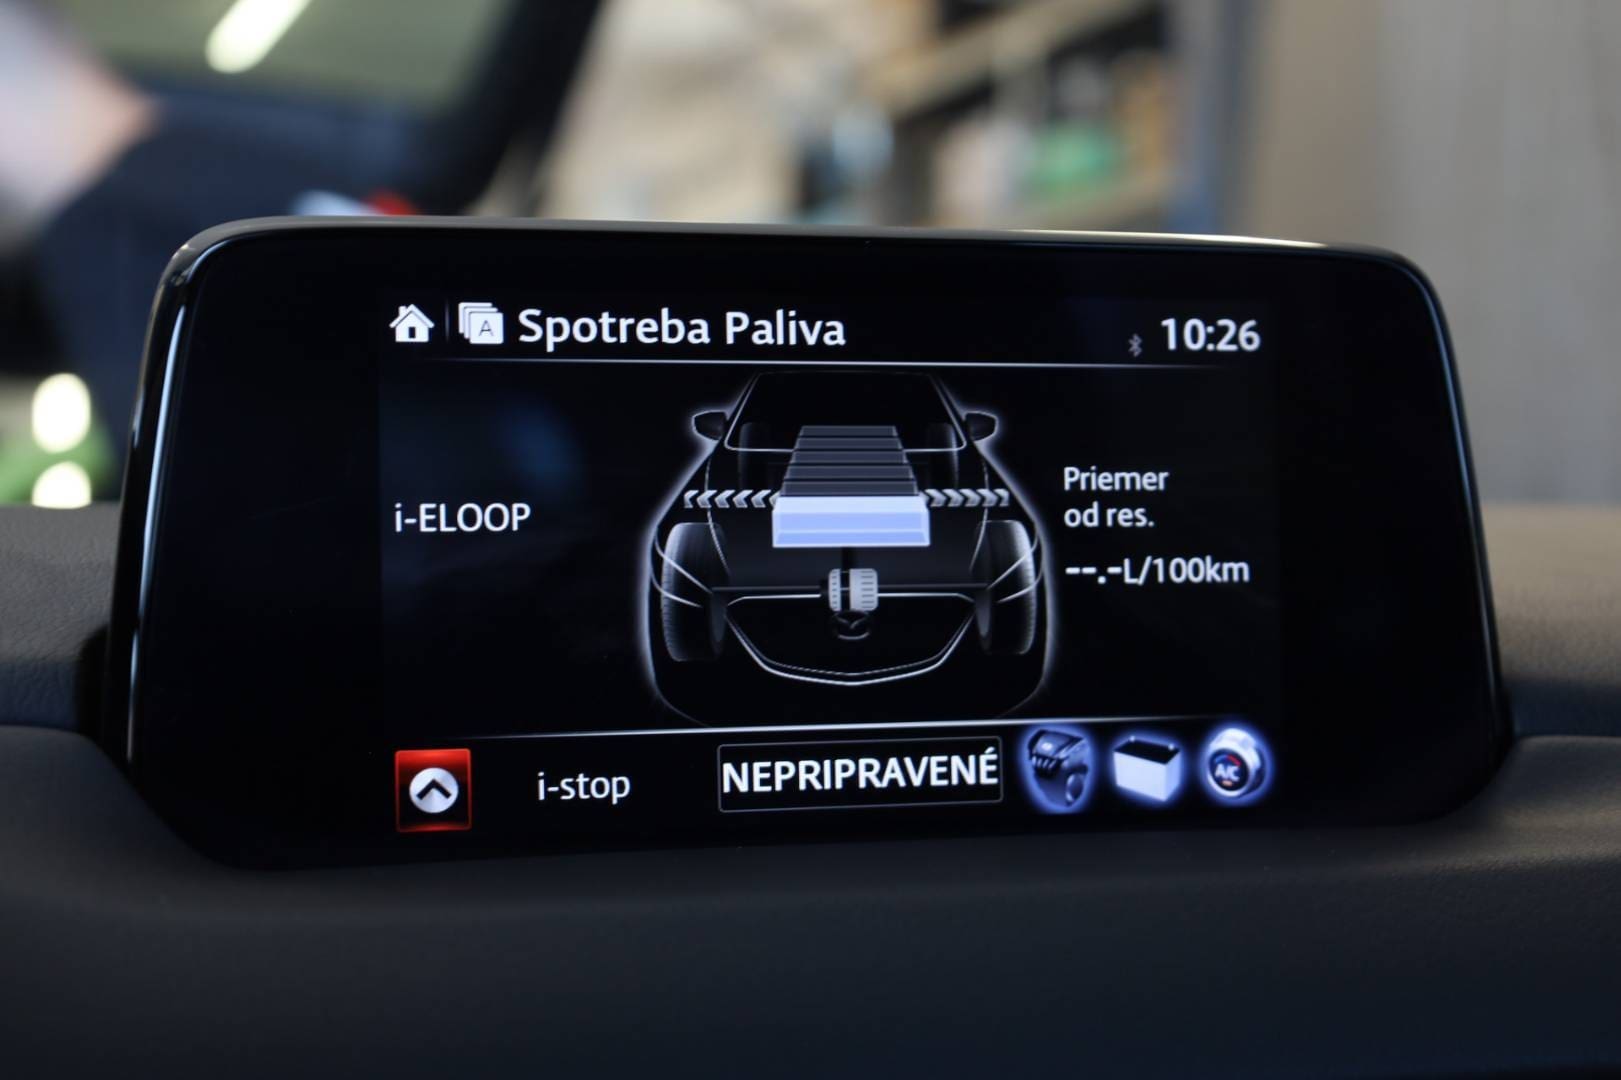 A Spotreba Paliva 10:26
i-ELOOP
Priemer
od res.
--.-L/100km
i-stop NEPRIPRAVENÉ A/C